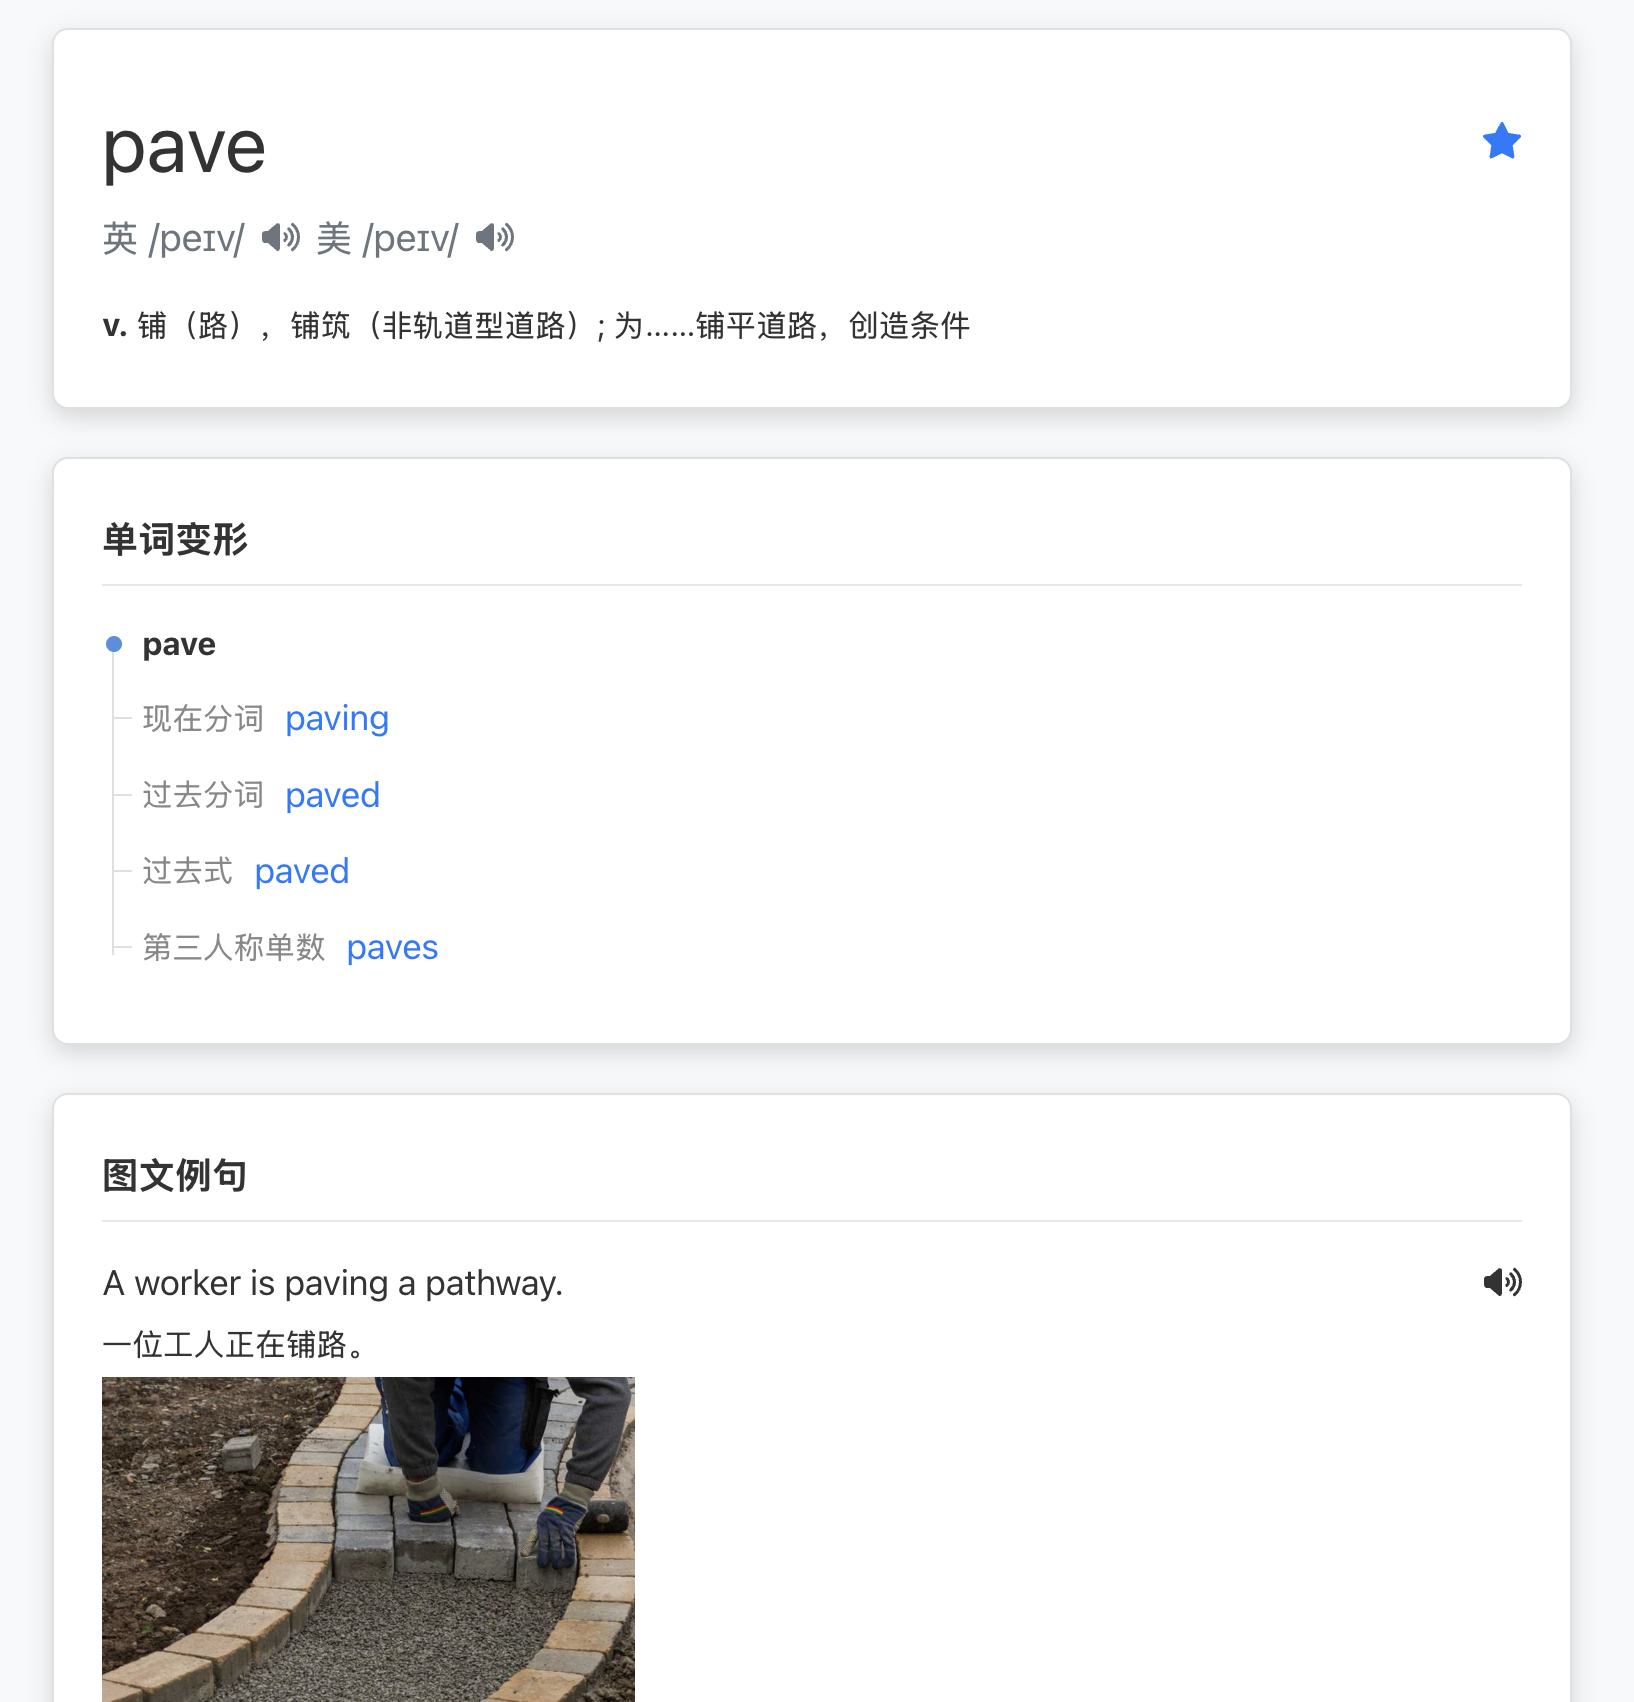 pave
英 /peɪv/ 美 /peɪv/
v. 铺（路），铺筑（非轨道型道路）; 为……铺平道路，创造条件
单词变形
pave
现在分词 paving
过去分词 paved
过去式 paved
第三人称单数 paves
图文例句
A worker is paving a pathway.
一位工人正在铺路。